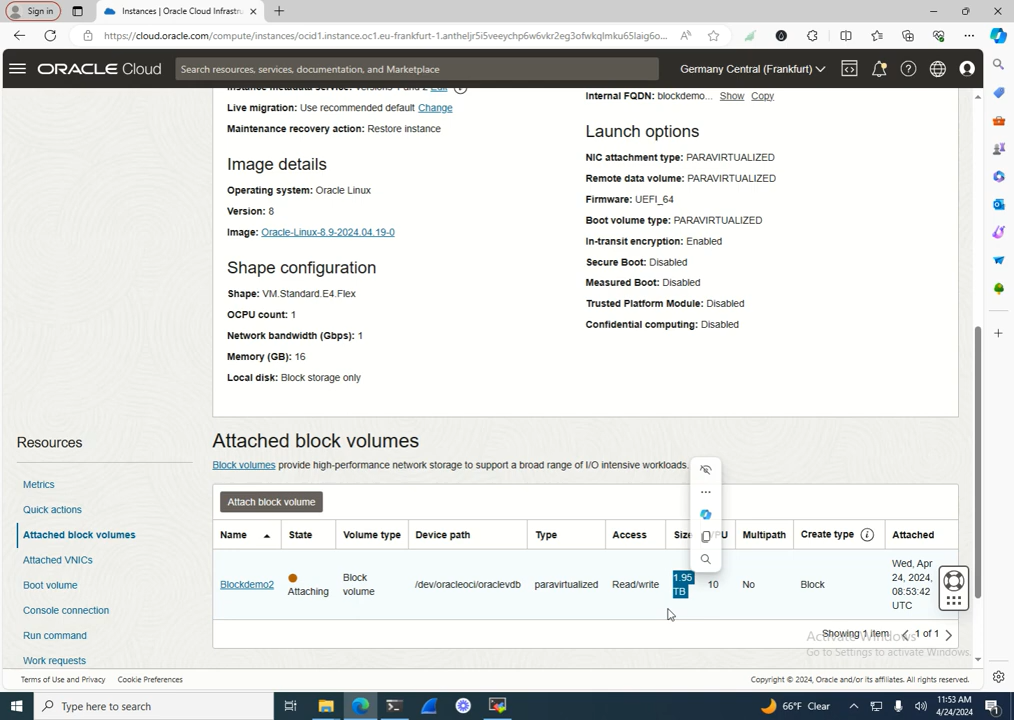 Sign in
Instances | Oracle Cloud Infrastru
https://cloud.oracle.com/compute/instances/ocid1.instance.oc1.eu-frankfurt-1.antheljr5i5veeychp6w6vkr2eg3ofwkqlmku65laig6o...
ORACLE Cloud
Search resources, services, documentation, and Marketplace
Germany Central (Frankfurt)
Internal FQDN: blockdemo... Show Copy
Live migration: Use recommended default Change
Maintenance recovery action: Restore instance
Launch options
NIC attachment type: PARAVIRTUALIZED
Remote data volume: PARAVIRTUALIZED
Firmware: UEFI_64
Boot volume type: PARAVIRTUALIZED
In-transit encryption: Enabled
Secure Boot: Disabled
Measured Boot: Disabled
Trusted Platform Module: Disabled
Confidential computing: Disabled
Image details
Operating system: Oracle Linux
Version: 8
Image: Oracle-Linux-8.9-2024.04.19-0
Shape configuration
Shape: VM.Standard.E4.Flex
OCPU count: 1
Network bandwidth (Gbps): 1
Memory (GB): 16
Local disk: Block storage only
Resources
Metrics
Quick actions
Attached block volumes
Attached VNICs
Boot volume
Console connection
Run command
Work requests
Attached block volumes
Block volumes provide high-performance network storage to support a broad range of I/O intensive workloads.
Attach block volume
Name State Volume type Device path Type Access Size Multipath Create type Attached
Blockdemo2 Attaching Block volume /dev/oracleoci/oraclevdb paravirtualized Read/write 1.95 TB 10 No Block Wed, Apr 24, 2024, 08:53:42 UTC
Showing 1 item 1 of 1
Activate Windows
Go to Settings to activate Windows.
Terms of Use and Privacy Cookie Preferences
Copyright © 2024, Oracle and/or its affiliates. All rights reserved.
Type here to search
66°F Clear
11:53 AM
4/24/2024